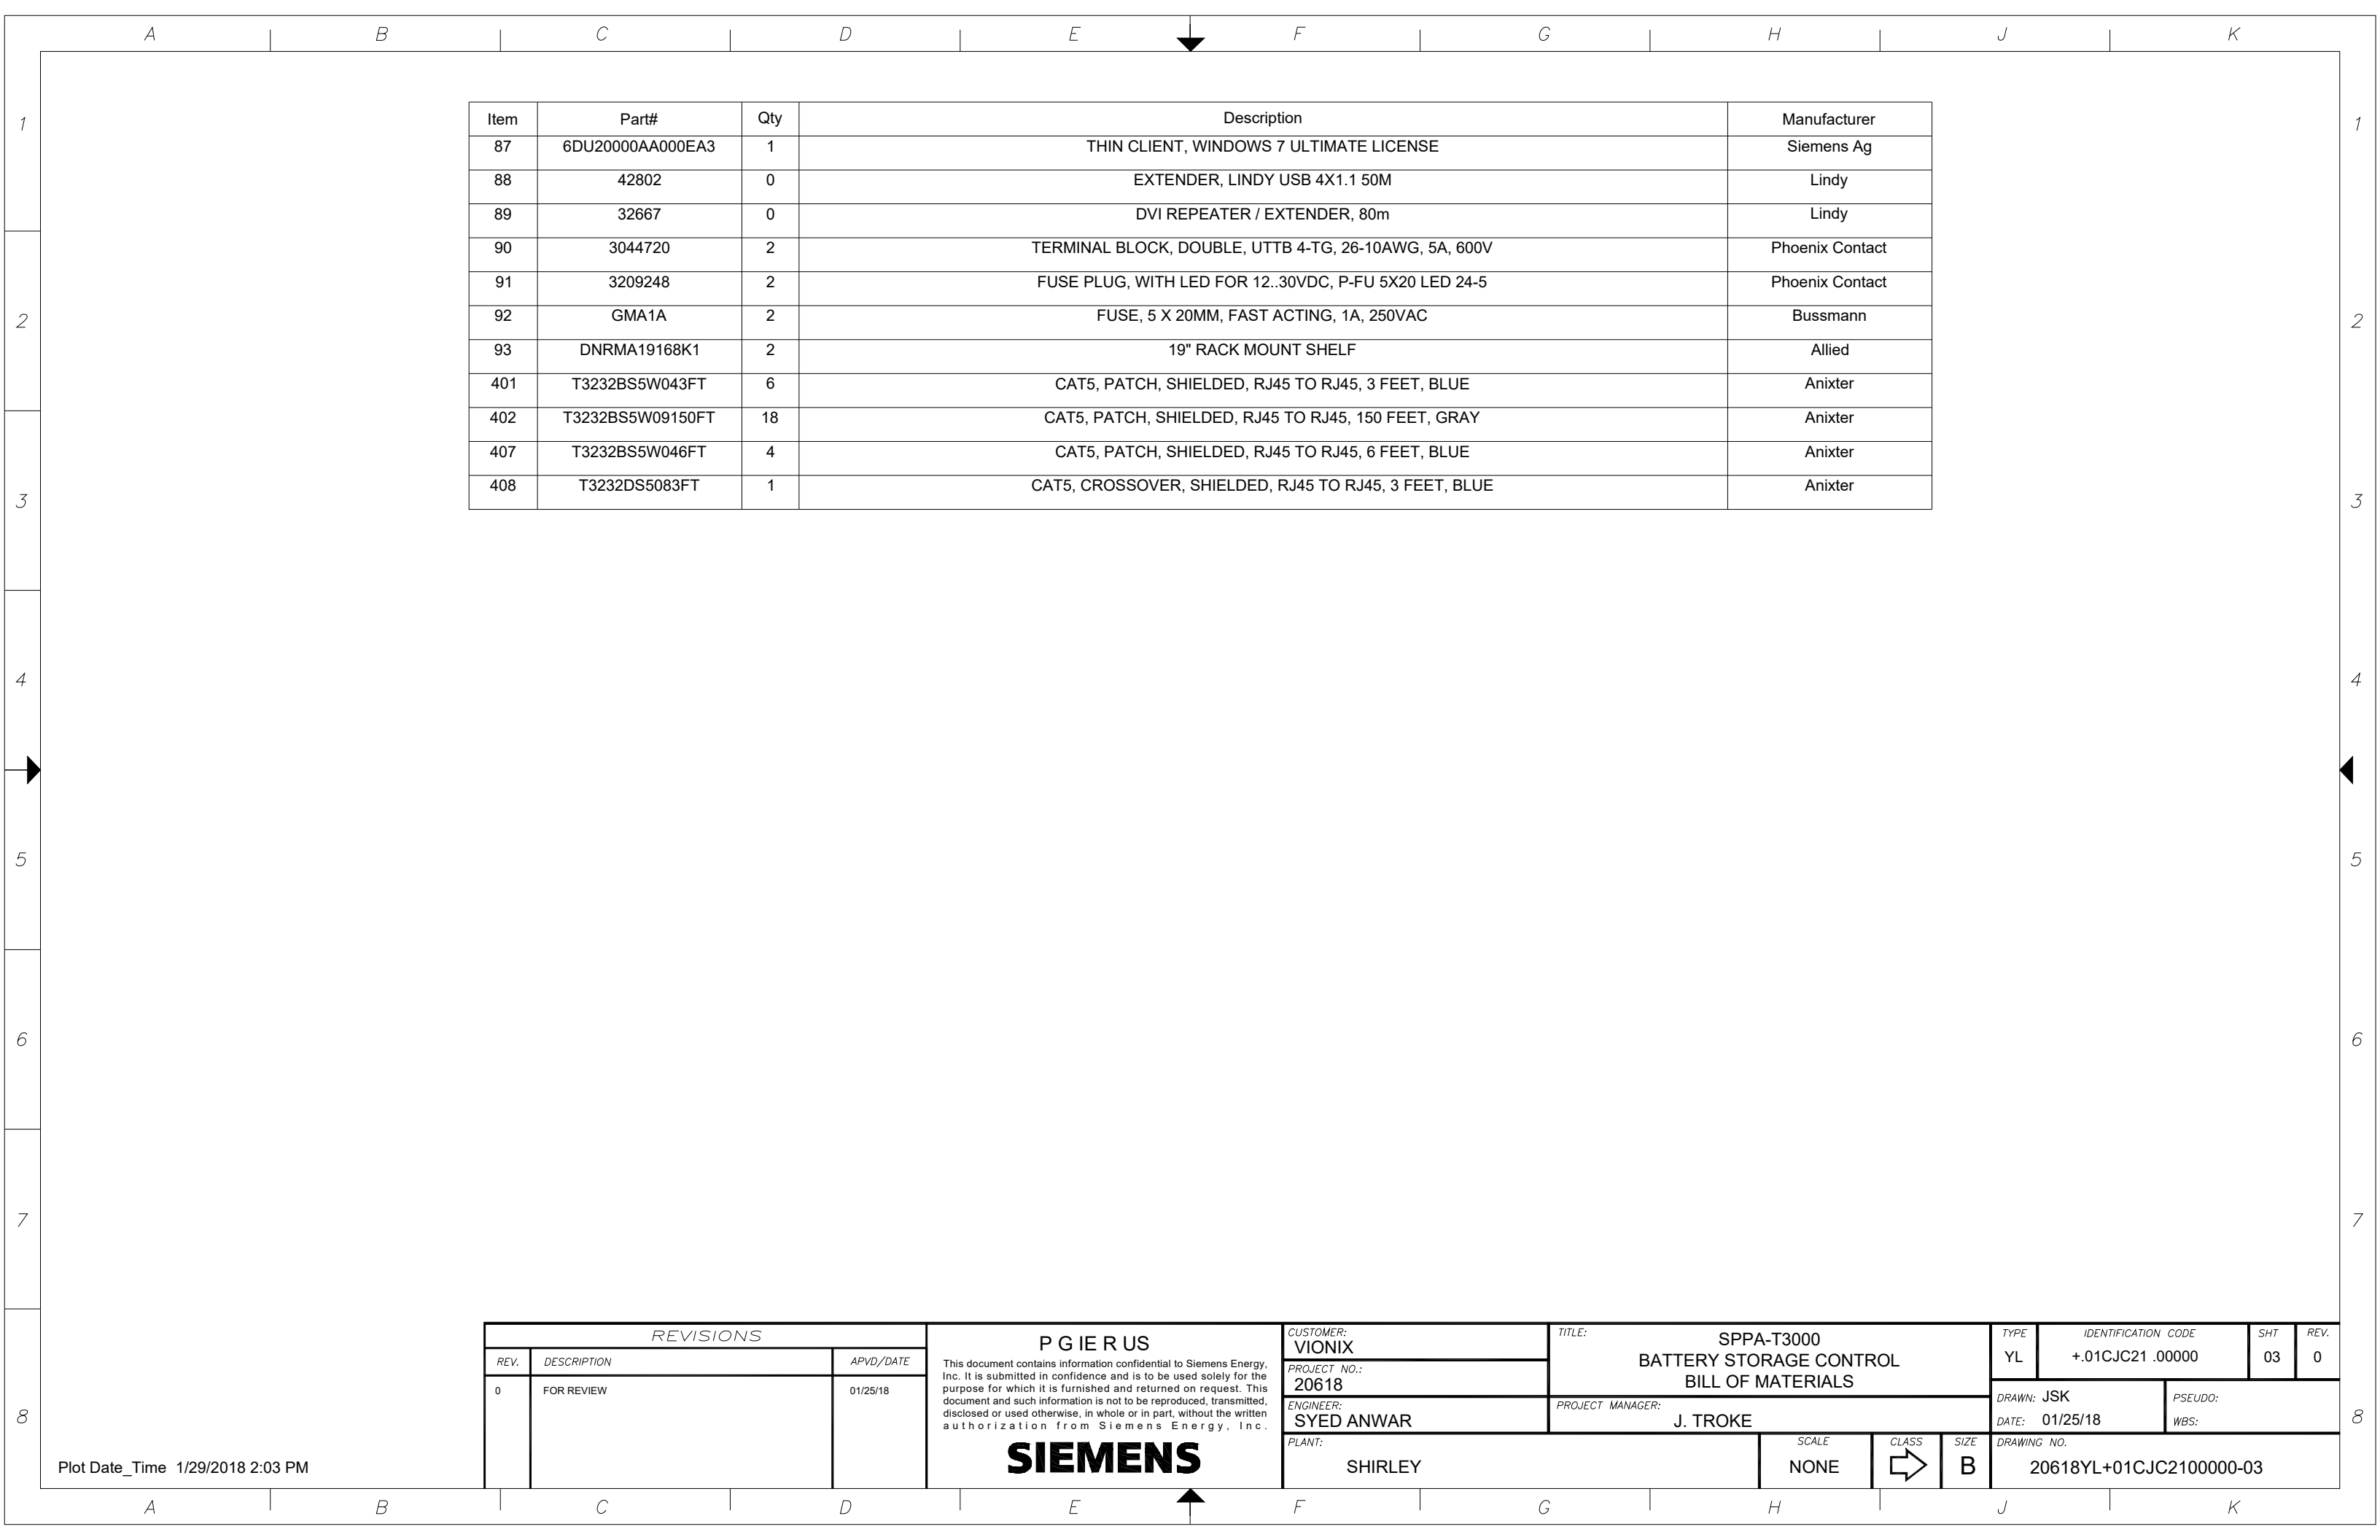 A B C D E F G H J K
1 1
Item Part# Qty Description Manufacturer
87 6DU20000AA000EA3 1 THIN CLIENT, WINDOWS 7 ULTIMATE LICENSE Siemens Ag
88 42802 0 EXTENDER, LINDY USB 4X1.1 50M Lindy
89 32667 0 DVI REPEATER / EXTENDER, 80m Lindy
90 3044720 2 TERMINAL BLOCK, DOUBLE, UTTB 4-TG, 26-10AWG, 5A, 600V Phoenix Contact
91 3209248 2 FUSE PLUG, WITH LED FOR 12..30VDC, P-FU 5X20 LED 24-5 Phoenix Contact
2 2
92 GMA1A 2 FUSE, 5 X 20MM, FAST ACTING, 1A, 250VAC Bussmann
93 DNRMA19168K1 2 19" RACK MOUNT SHELF Allied
401 T3232BS5W043FT 6 CAT5, PATCH, SHIELDED, RJ45 TO RJ45, 3 FEET, BLUE Anixter
402 T3232BS5W09150FT 18 CAT5, PATCH, SHIELDED, RJ45 TO RJ45, 150 FEET, GRAY Anixter
407 T3232BS5W046FT 4 CAT5, PATCH, SHIELDED, RJ45 TO RJ45, 6 FEET, BLUE Anixter
408 T3232DS5083FT 1 CAT5, CROSSOVER, SHIELDED, RJ45 TO RJ45, 3 FEET, BLUE Anixter
3 3
4 4
5 5
6 6
7 7
8 8
Plot Date_Time 1/29/2018 2:03 PM
REVISIONS
REV. DESCRIPTION APVD/DATE
0 FOR REVIEW 01/25/18
P G IE R US
This document contains information confidential to Siemens Energy,
Inc. It is submitted in confidence and is to be used solely for the
purpose for which it is furnished and returned on request. This
document and such information is not to be reproduced, transmitted,
disclosed or used otherwise, in whole or in part, without the written
authorization from Siemens Energy, Inc.
SIEMENS
CUSTOMER:
VIONIX
PROJECT NO.:
20618
ENGINEER:
SYED ANWAR
PLANT:
SHIRLEY
TITLE:
SPPA-T3000
BATTERY STORAGE CONTROL
BILL OF MATERIALS
PROJECT MANAGER:
J. TROKE
SCALE
NONE
CLASS
SIZE
B
TYPE
YL
IDENTIFICATION CODE
+.01CJC21 .00000
SHT
03
REV.
0
DRAWN: JSK
DATE: 01/25/18
PSEUDO:
WBS:
DRAWING NO.
20618YL+01CJC2100000-03
A B C D E F G H J K